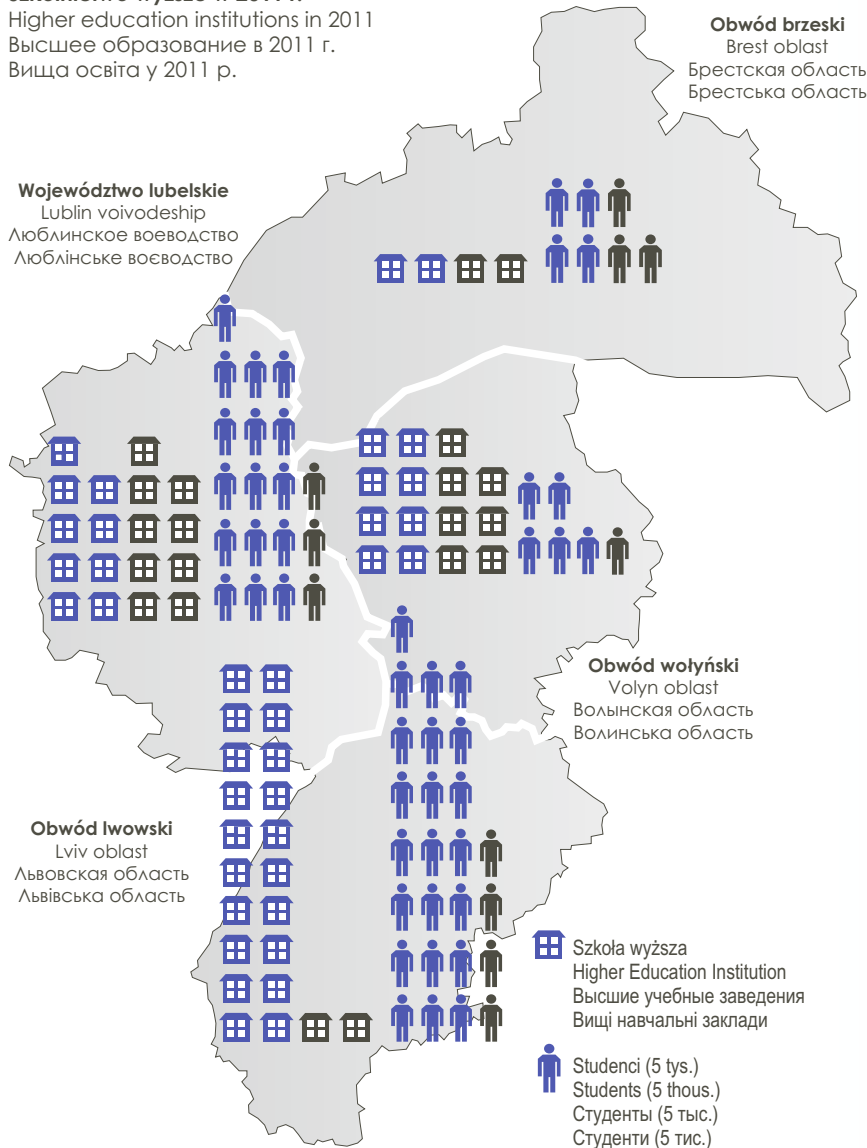 Higher education institutions in 2011
Высшее образование в 2011 г.
Вища освіта у 2011 р.
Obwód brzeski
Brest oblast
Брестская область
Брестська область
Województwo lubelskie
Lublin voivodeship
Люблинское воеводство
Люблінське воєводство
Obwód wołyński
Volyn oblast
Волынская область
Волинська область
Obwód lwowski
Lviv oblast
Львовская область
Львівська область
Szkoła wyższa
Higher Education Institution
Высшие учебные заведения
Вищі навчальні заклади
Studenci (5 tys.)
Students (5 thous.)
Студенты (5 тыс.)
Студенти (5 тис.)